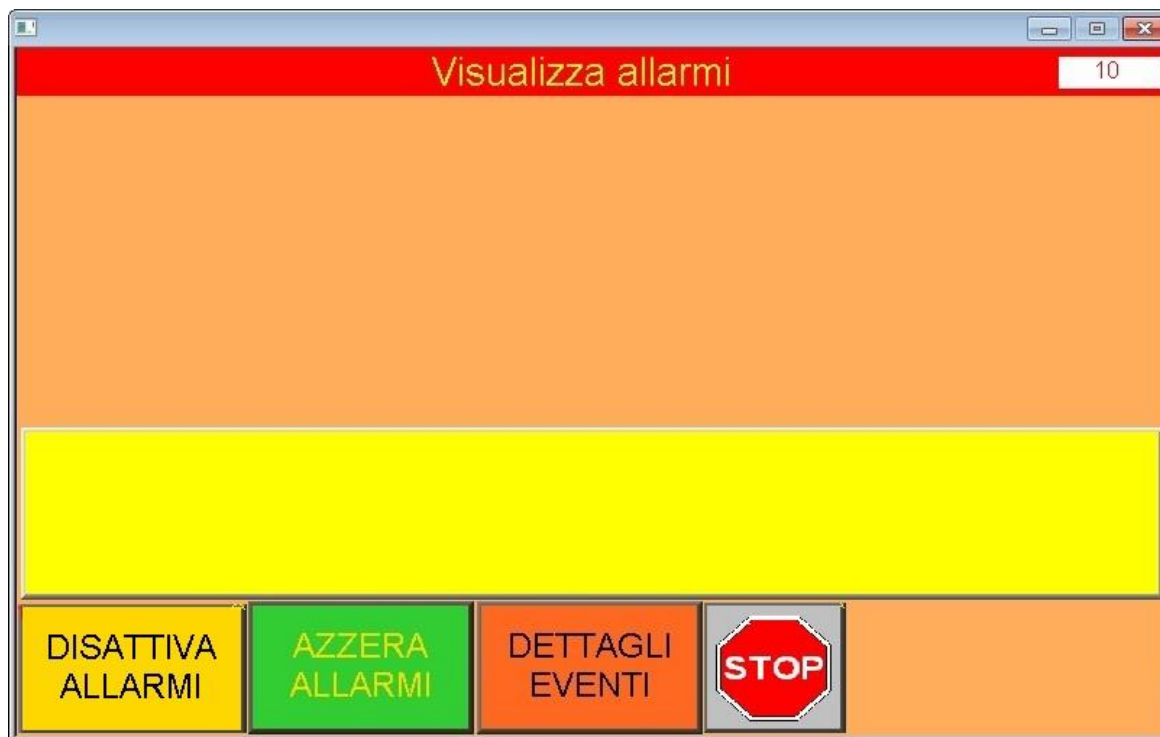 Visualizza allarmi
10
DISATTIVA
ALLARMI
AZZERA
ALLARMI
DETTAGLI
EVENTI
STOP